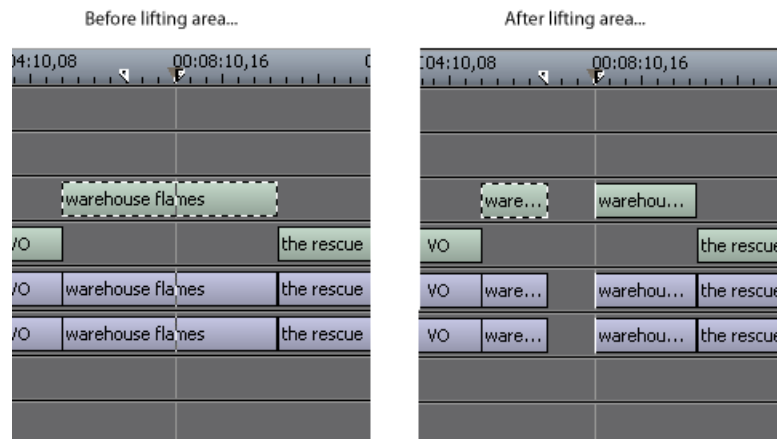 Before lifting area...
After lifting area...
04:10,08 00:08:10,16
warehouse flames
VO the rescue
VO warehouse flames the rescue
VO warehouse flames the rescue
:04:10,08 00:08:10,16
ware... warehou...
VO the rescue
VO ware... warehou... the rescue
VO ware... warehou... the rescue